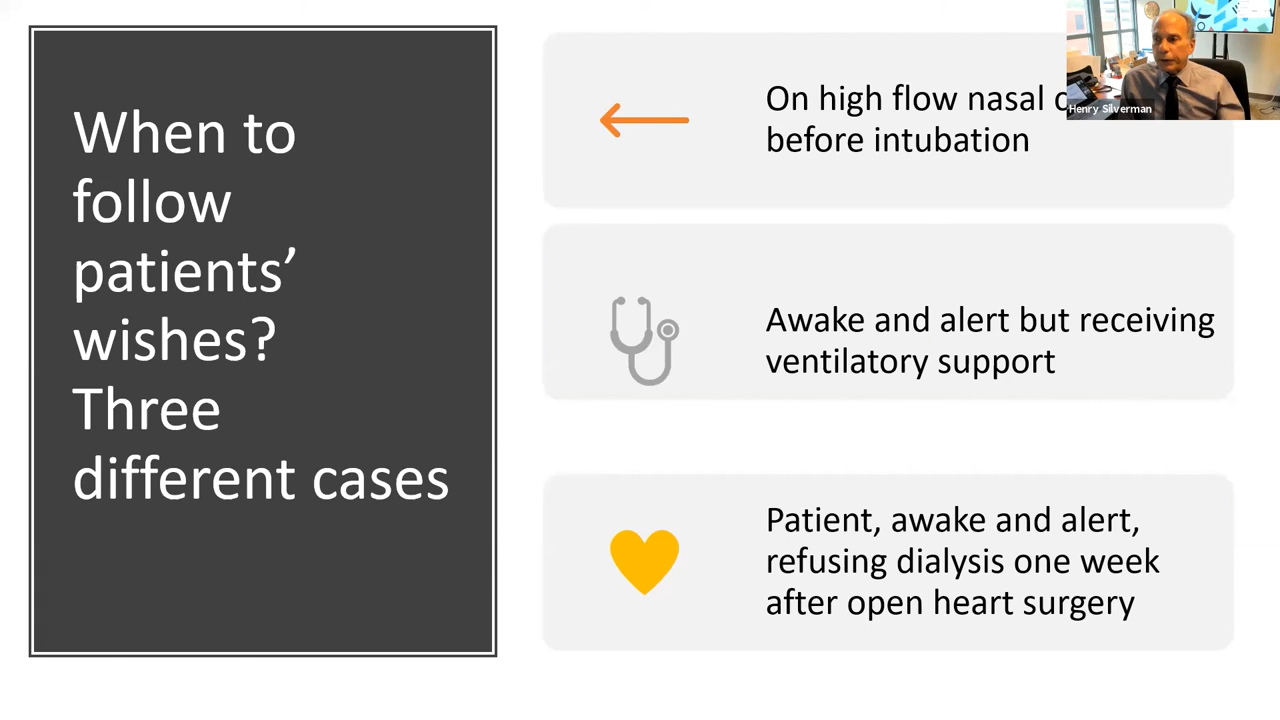 When to
follow
patients’
wishes?
Three
different cases
On high flow nasal
before intubation
Henry Silverman
Awake and alert but receiving
ventilatory support
Patient, awake and alert,
refusing dialysis one week
after open heart surgery